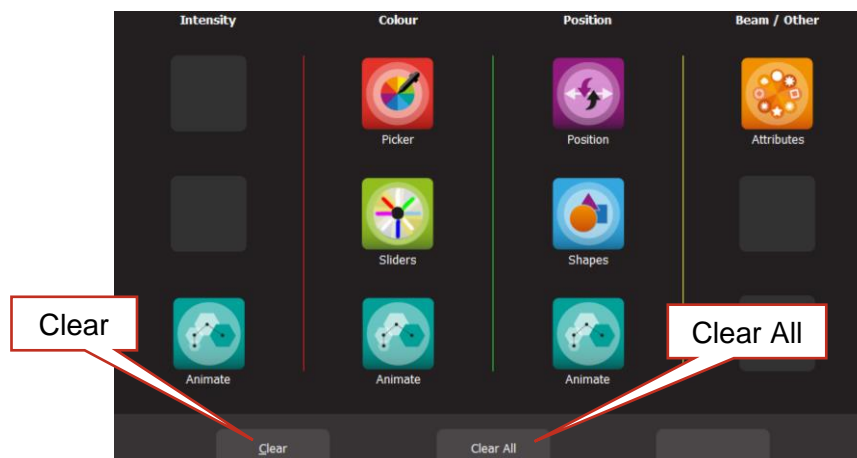 Intensity Colour Position Beam / Other
Picker Position Attributes
Sliders Shapes
Clear
Clear All
Animate Animate Animate
Clear Clear All